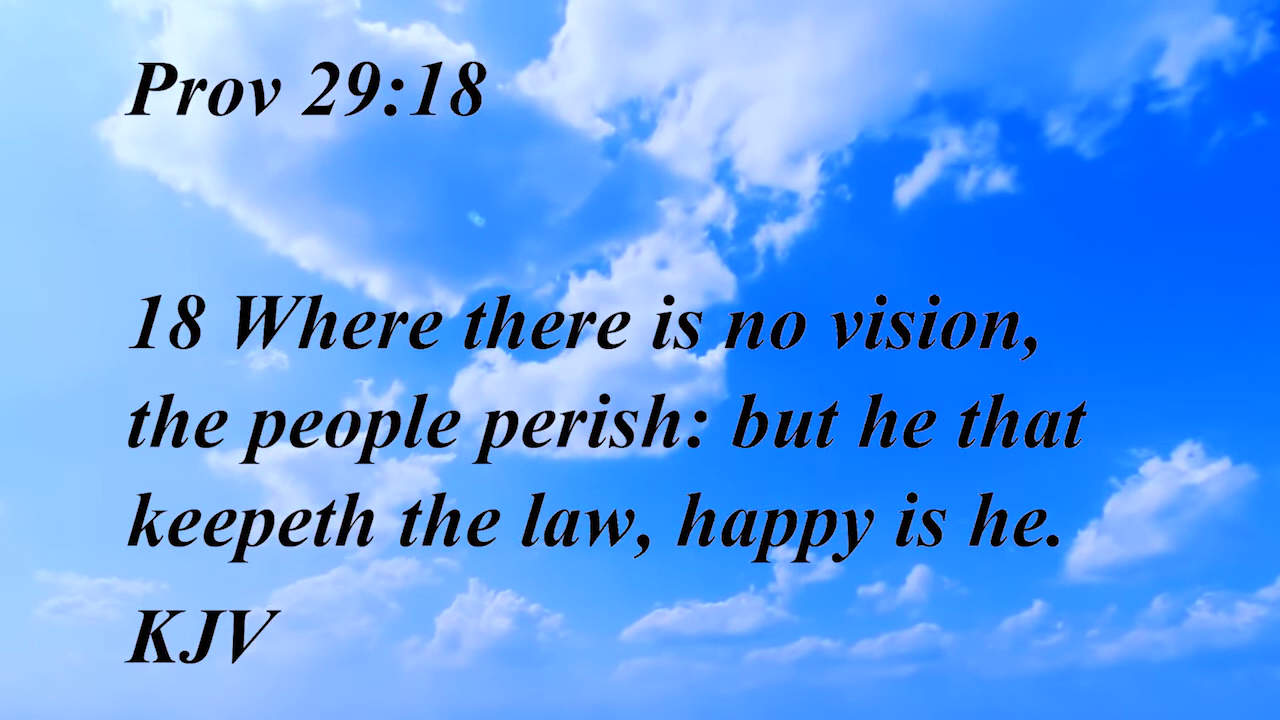 Prov 29:18
18 Where there is no vision,
the people perish: but he that
keepeth the law, happy is he.
KJV